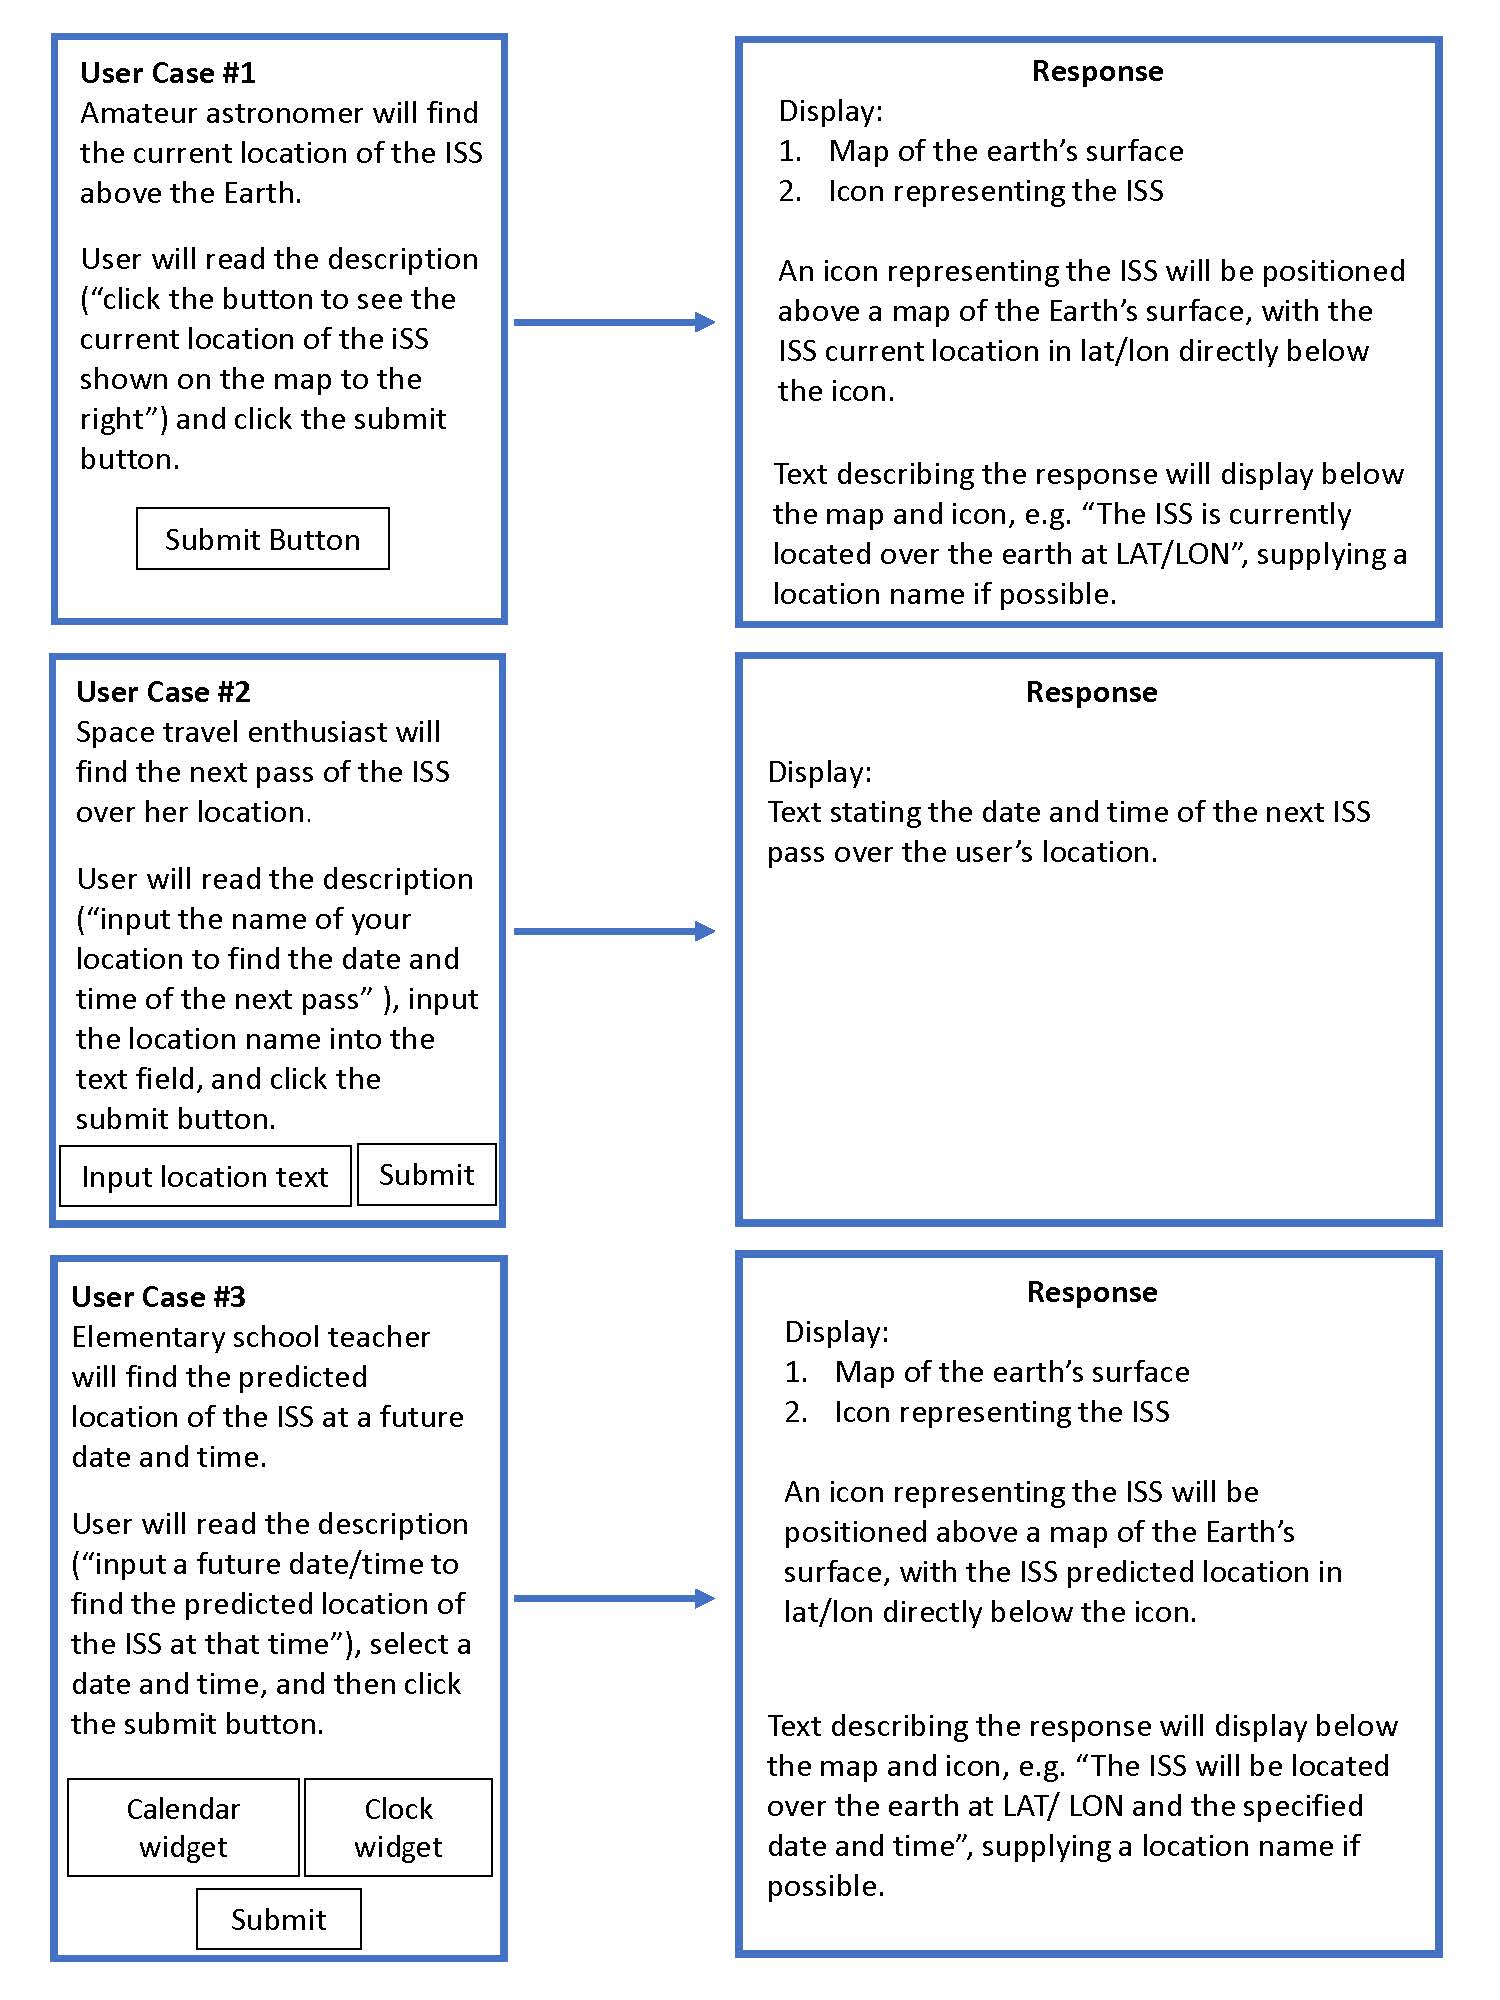 User Case #1
Amateur astronomer will find
the current location of the ISS
above the Earth.
User will read the description
(“click the button to see the
current location of the iSS
shown on the map to the
right”) and click the submit
button.
Submit Button
Response
Display:
1. Map of the earth’s surface
2. Icon representing the ISS
An icon representing the ISS will be positioned
above a map of the Earth’s surface, with the
ISS current location in lat/lon directly below
the icon.
Text describing the response will display below
the map and icon, e.g. “The ISS is currently
located over the earth at LAT/LON”, supplying a
location name if possible.
User Case #2
Space travel enthusiast will
find the next pass of the ISS
over her location.
User will read the description
(“input the name of your
location to find the date and
time of the next pass” ), input
the location name into the
text field, and click the
submit button.
Input location text
Submit
Response
Display:
Text stating the date and time of the next ISS
pass over the user’s location.
User Case #3
Elementary school teacher
will find the predicted
location of the ISS at a future
date and time.
User will read the description
(“input a future date/time to
find the predicted location of
the ISS at that time”), select a
date and time, and then click
the submit button.
Calendar
widget
Clock
widget
Submit
Response
Display:
1. Map of the earth’s surface
2. Icon representing the ISS
An icon representing the ISS will be
positioned above a map of the Earth’s
surface, with the ISS predicted location in
lat/lon directly below the icon.
Text describing the response will display below
the map and icon, e.g. “The ISS will be located
over the earth at LAT/ LON and the specified
date and time”, supplying a location name if
possible.